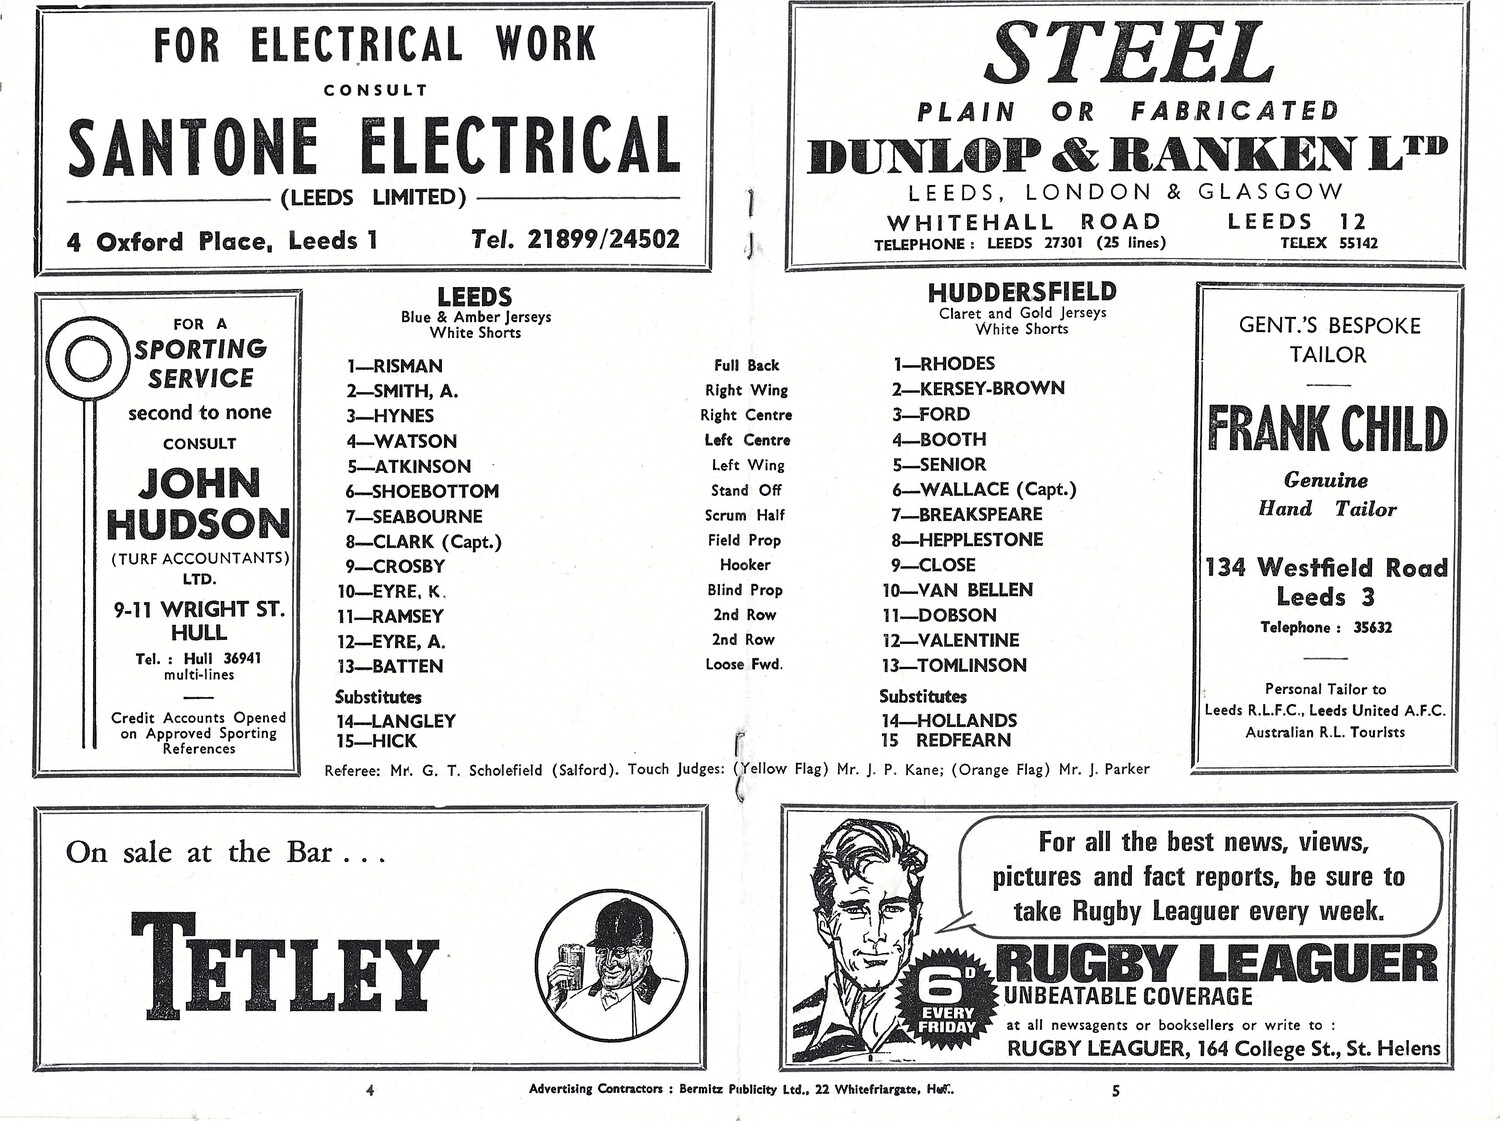 FOR ELECTRICAL WORK
CONSULT
SANTONE ELECTRICAL
(LEEDS LIMITED)
4 Oxford Place, Leeds 1 Tel. 21899/24502
STEEL
PLAIN OR FABRICATED
DUNLOP & RANKEN LTD
LEEDS, LONDON & GLASGOW
WHITEHALL ROAD LEEDS 12
TELEPHONE : LEEDS 27301 (25 lines) TELEX 55142
FOR A
SPORTING
SERVICE
second to none
CONSULT
JOHN
HUDSON
(TURF ACCOUNTANTS)
LTD.
9-11 WRIGHT ST.
HULL
Tel. : Hull 36941
multi-lines
Credit Accounts Opened
on Approved Sporting
References
LEEDS
Blue & Amber Jerseys
White Shorts
HUDDERSFIELD
Claret and Gold Jerseys
White Shorts
1—RISMAN Full Back 1—RHODES
2—SMITH, A. Right Wing 2—KERSEY-BROWN
3—HYNES Right Centre 3—FORD
4—WATSON Left Centre 4—BOOTH
5—ATKINSON Left Wing 5—SENIOR
6—SHOEBOTTOM Stand Off 6—WALLACE (Capt.)
7—SEABOURNE Scrum Half 7—BREAKSPEARE
8—CLARK (Capt.) Field Prop 8—HEPPLESTONE
9—CROSBY Hooker 9—CLOSE
10—EYRE, K. Blind Prop 10—VAN BELLEN
11—RAMSEY 2nd Row 11—DOBSON
12—EYRE, A. 2nd Row 12—VALENTINE
13—BATTEN Loose Fwd. 13—TOMLINSON
Substitutes Substitutes
14—LANGLEY 14—HOLLANDS
15—HICK 15 REDFEARN
Referee: Mr. G. T. Scholefield (Salford). Touch Judges: (Yellow Flag) Mr. J. P. Kane; (Orange Flag) Mr. J. Parker
GENT.'S BESPOKE
TAILOR
FRANK CHILD
Genuine
Hand Tailor
134 Westfield Road
Leeds 3
Telephone : 35632
Personal Tailor to
Leeds R.L.F.C., Leeds United A.F.C.
Australian R.L. Tourists
On sale at the Bar . . .
TETLEY
For all the best news, views,
pictures and fact reports, be sure to
take Rugby Leaguer every week.
6D
EVERY
FRIDAY
RUGBY LEAGUER
UNBEATABLE COVERAGE
at all newsagents or booksellers or write to :
RUGBY LEAGUER, 164 College St., St. Helens
4 Advertising Contractors : Bermitz Publicity Ltd., 22 Whitefriargate, 5